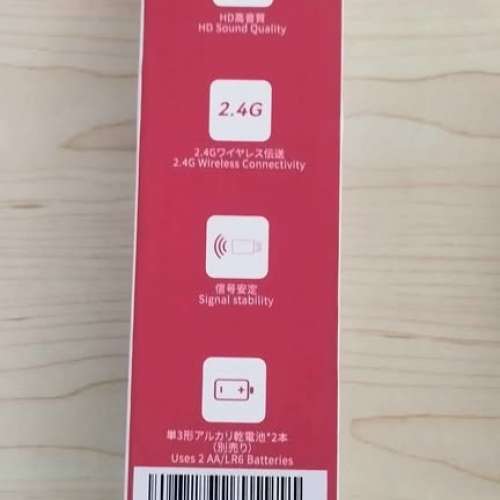 HD高音質
HD Sound Quality
2.4G
2.4Gワイヤレス伝送
2.4G Wireless Connectivity
信号安定
Signal stability
単3形アルカリ乾電池*2本
（別売り）
Uses 2 AA/LR6 Batteries